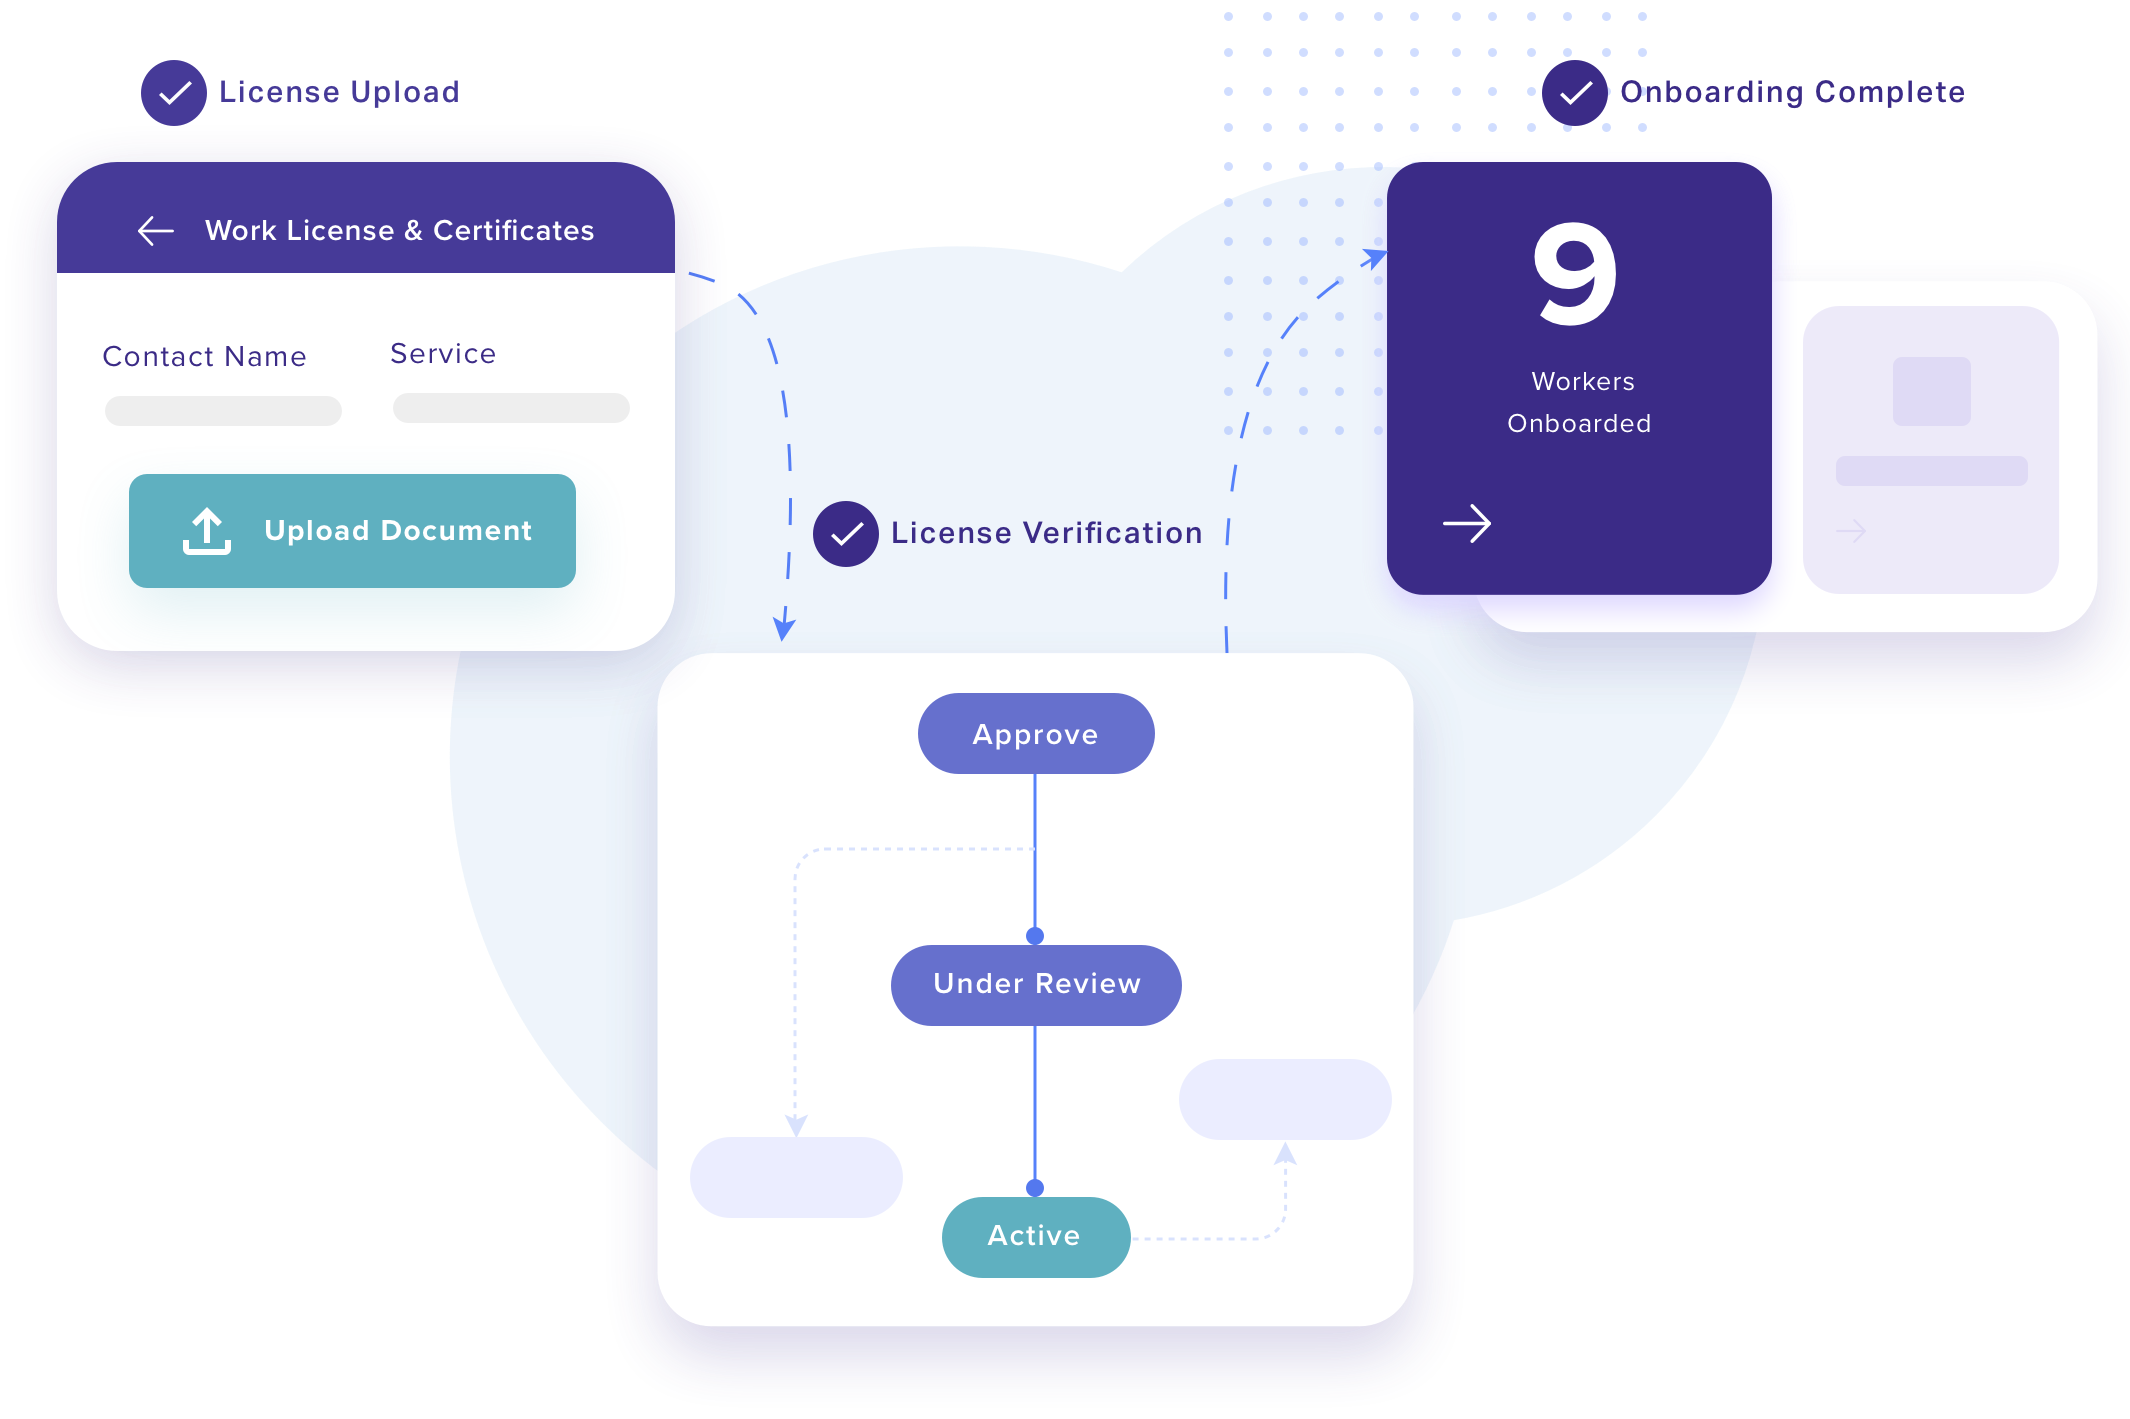 License Upload
Work License & Certificates
Contact Name
Service
Upload Document
License Verification
Approve
Under Review
Active
Onboarding Complete
9
Workers
Onboarded